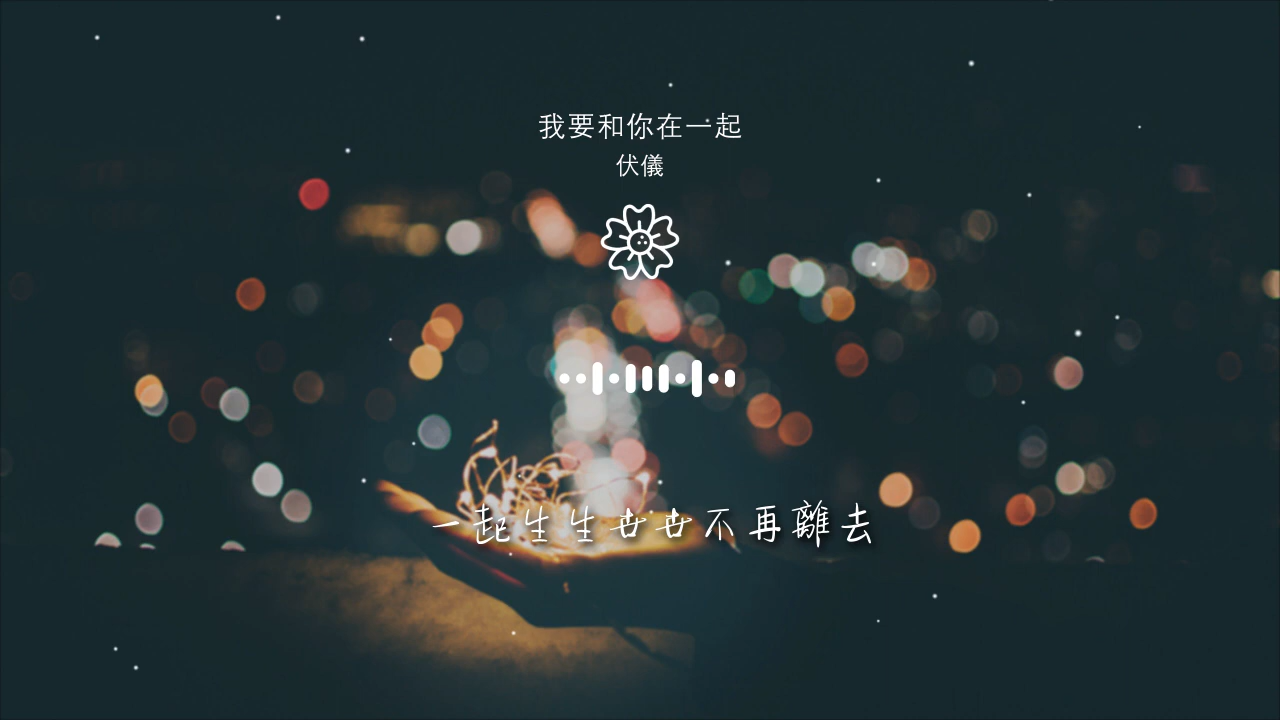 我要和你在一起
伏儀
一起生生世世不再離去